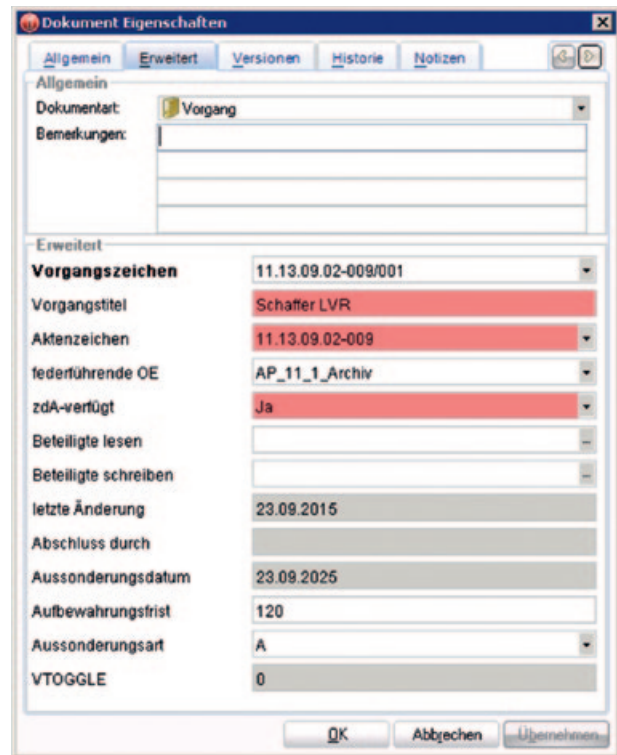 Dokument Eigenschaften
Allgemein Erweitert Versionen Historie Notizen
Allgemein
Dokumentart: Vorgang
Bemerkungen:
Erweitert
Vorgangszeichen 11.13.09.02-009/001
Vorgangstitel Schaffer LVR
Aktenzeichen 11.13.09.02-009
federführende OE AP_11_1_Archiv
zdA-verfügt Ja
Beteiligte lesen
Beteiligte schreiben
letzte Änderung 23.09.2015
Abschluss durch
Aussonderungsdatum 23.09.2025
Aufbewahrungsfrist 120
Aussonderungsart A
VTOGGLE 0
OK Abbrechen Übernehmen